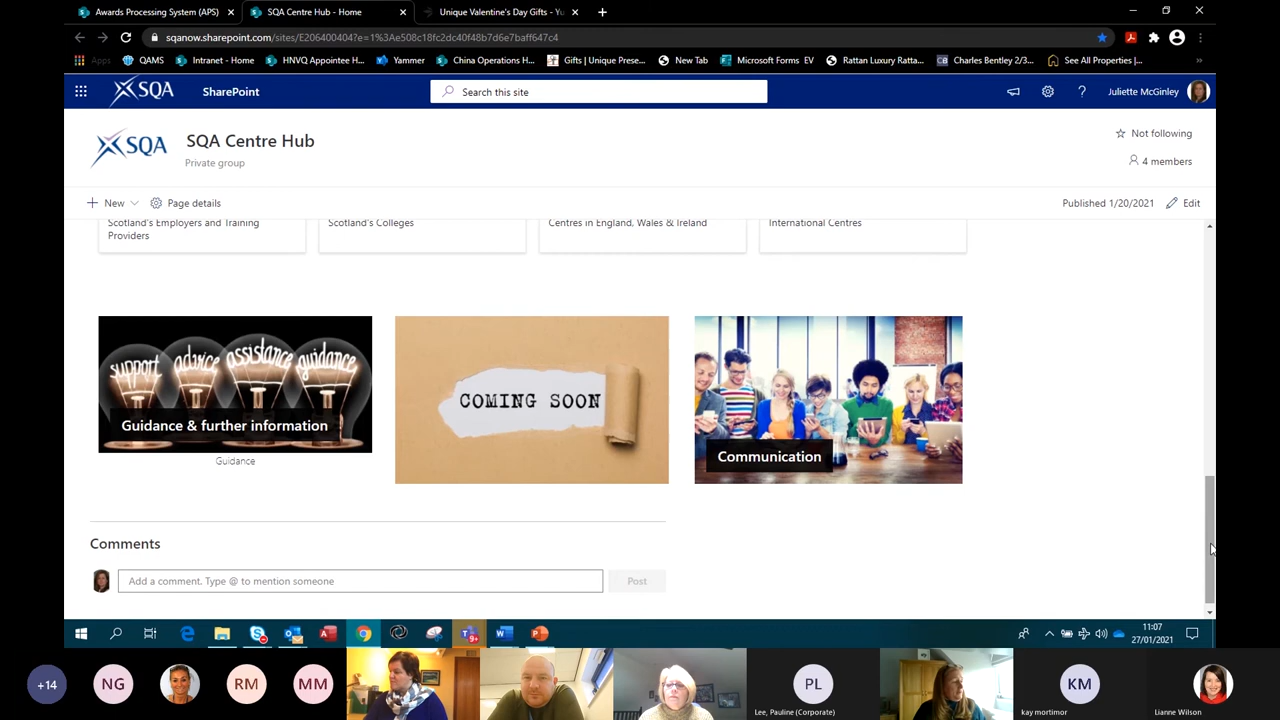 Awards Processing System (APS)
SQA Centre Hub - Home
Unique Valentine's Day Gifts - Yu
sqanow.sharepoint.com/sites/E206400404?e=1%3Ae508c18fc2dc40f48b7d6e7baff647c4
Apps
QAMS
Intranet - Home
HNVQ Appointee H...
Yammer
China Operations H...
Gifts | Unique Prese...
New Tab
Microsoft Forms EV
Rattan Luxury Ratta...
CB
Charles Bentley 2/3...
See All Properties |...
SQA
SharePoint
Search this site
Juliette McGinley
SQA
SQA Centre Hub
Private group
Not following
4 members
New
Page details
Published 1/20/2021
Edit
Scotland's Employers and Training
Providers
Scotland's Colleges
Centres in England, Wales & Ireland
International Centres
support
advice
assistance
guidance
Guidance & further information
Guidance
COMING SOON
Communication
Comments
Add a comment. Type @ to mention someone
Post
11:07
27/01/2021
+14
NG
RM
MM
PL
Lee, Pauline (Corporate)
KM
kay mortimor
Lianne Wilson